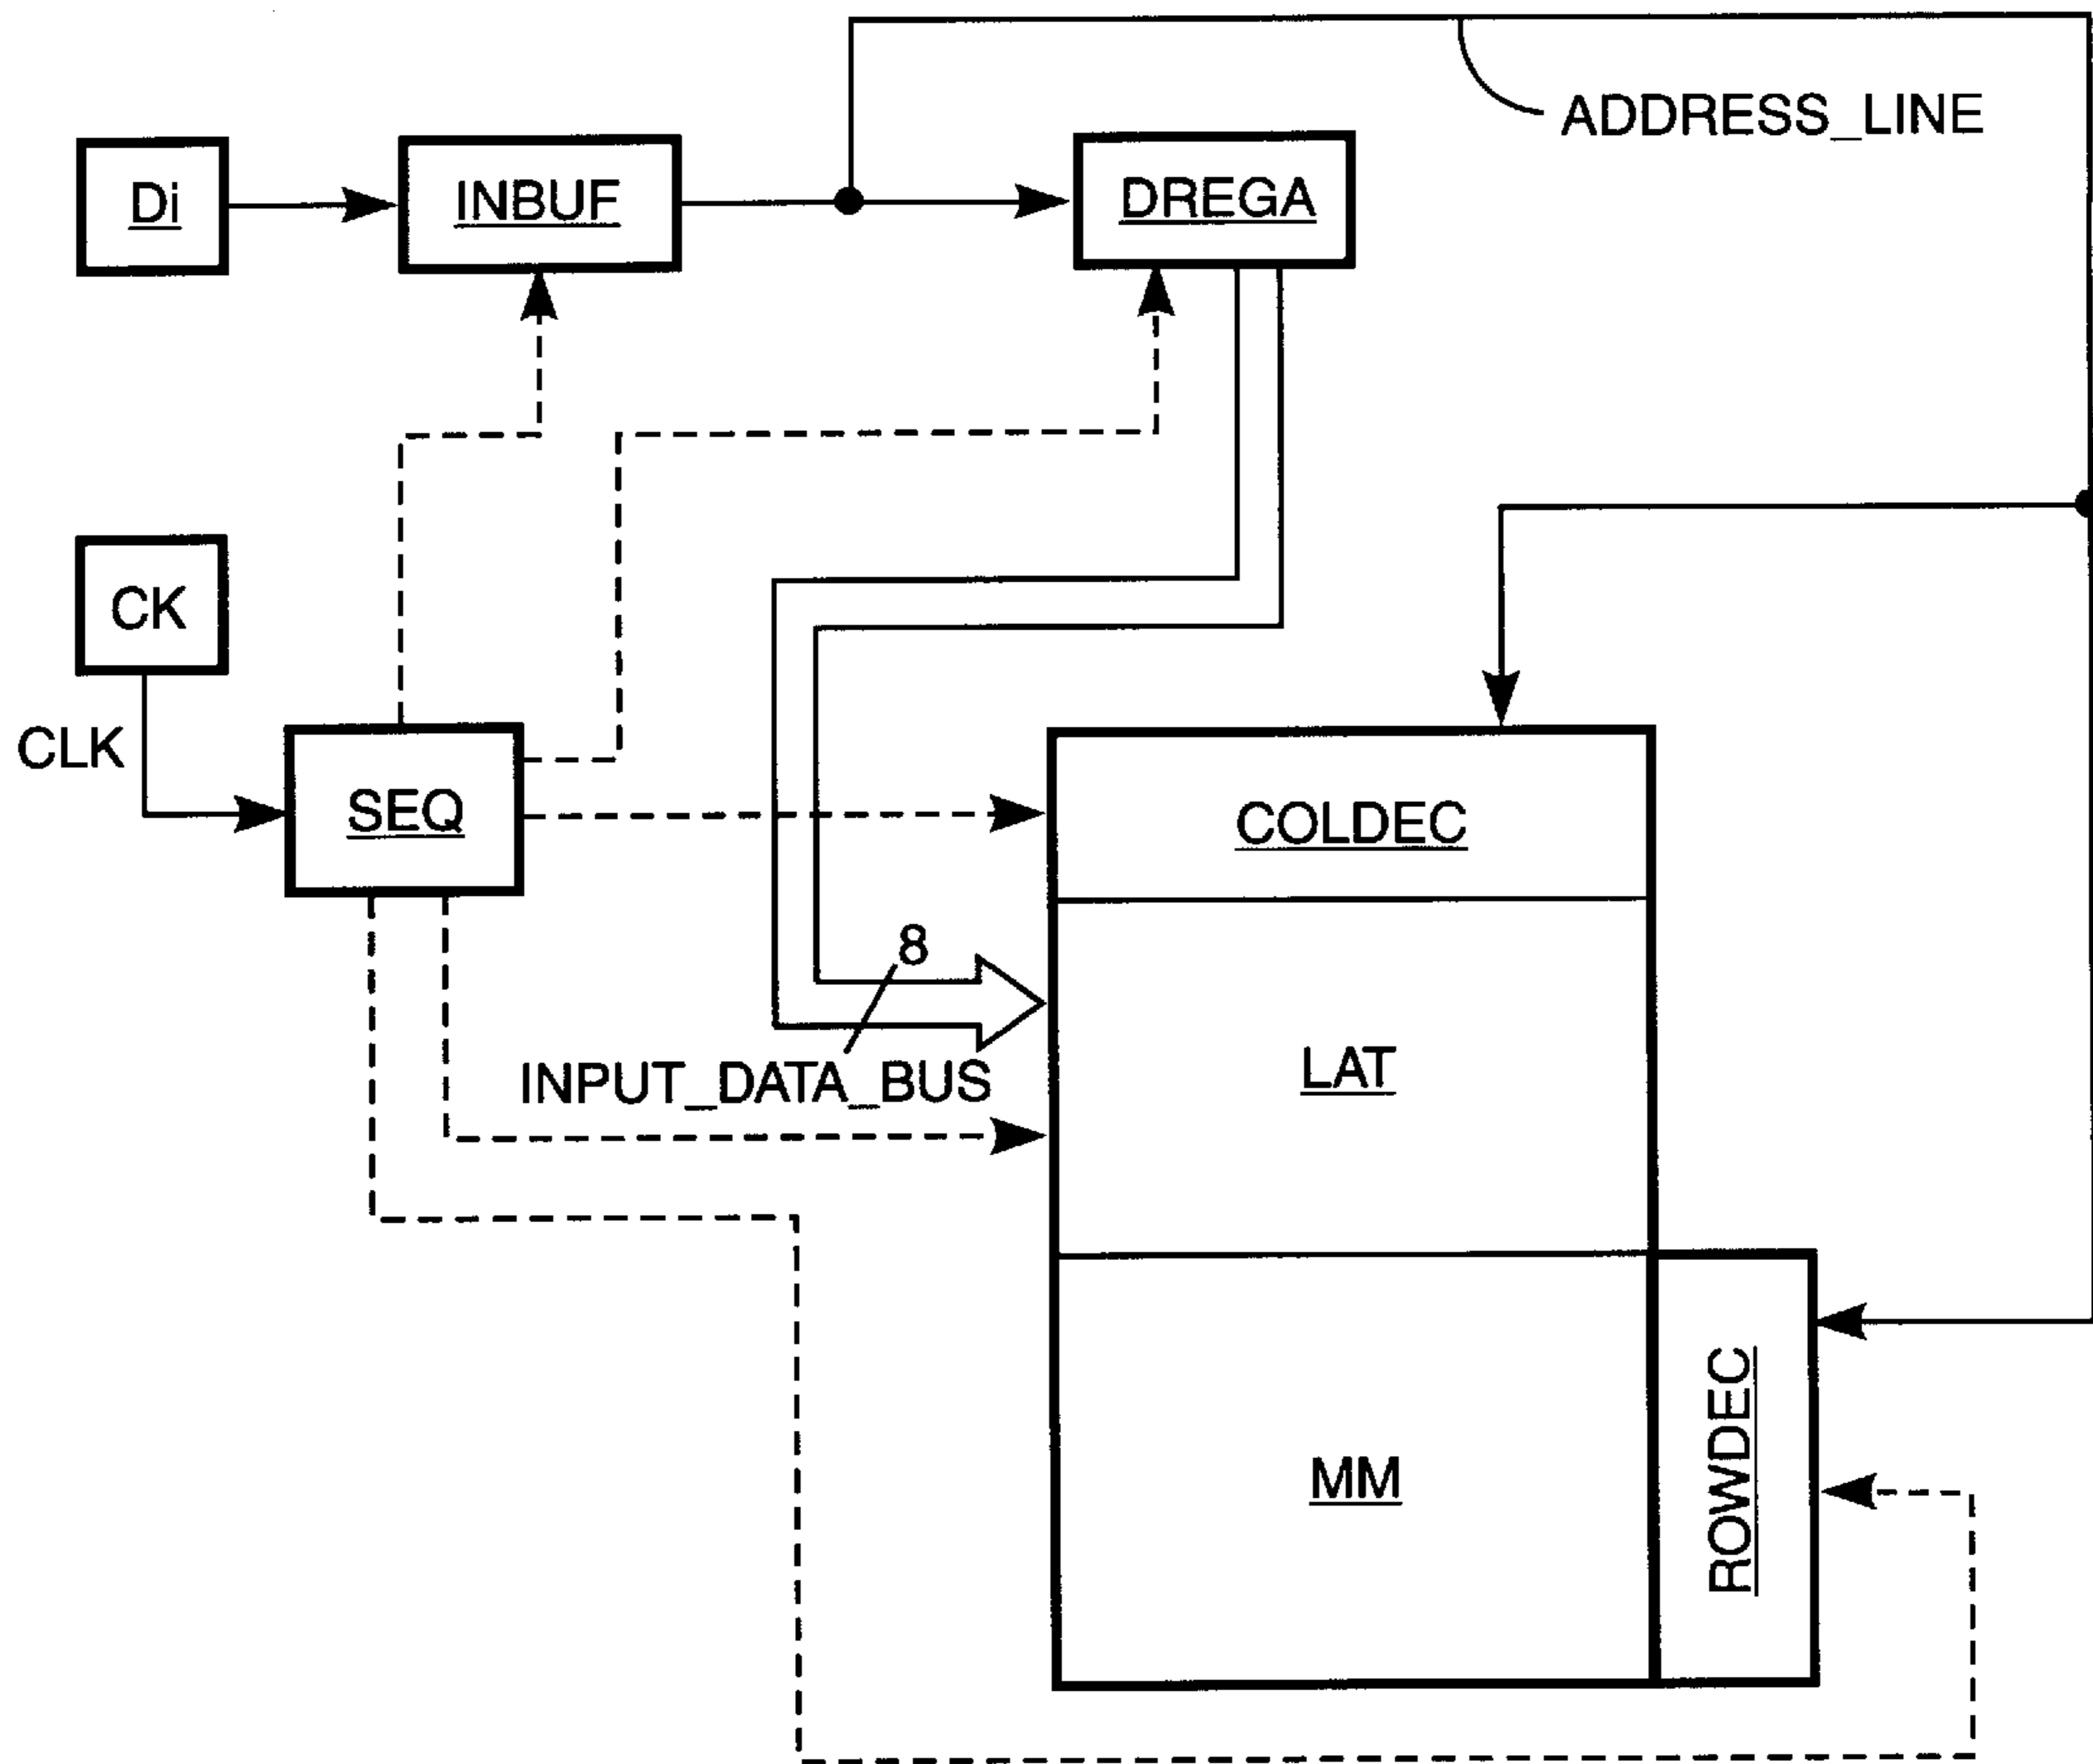 ADDRESS_LINE
Di
INBUF
DREGA
CK
CLK
SEQ
COLDEC
8
INPUT_DATA_BUS
LAT
MM
ROWDEC